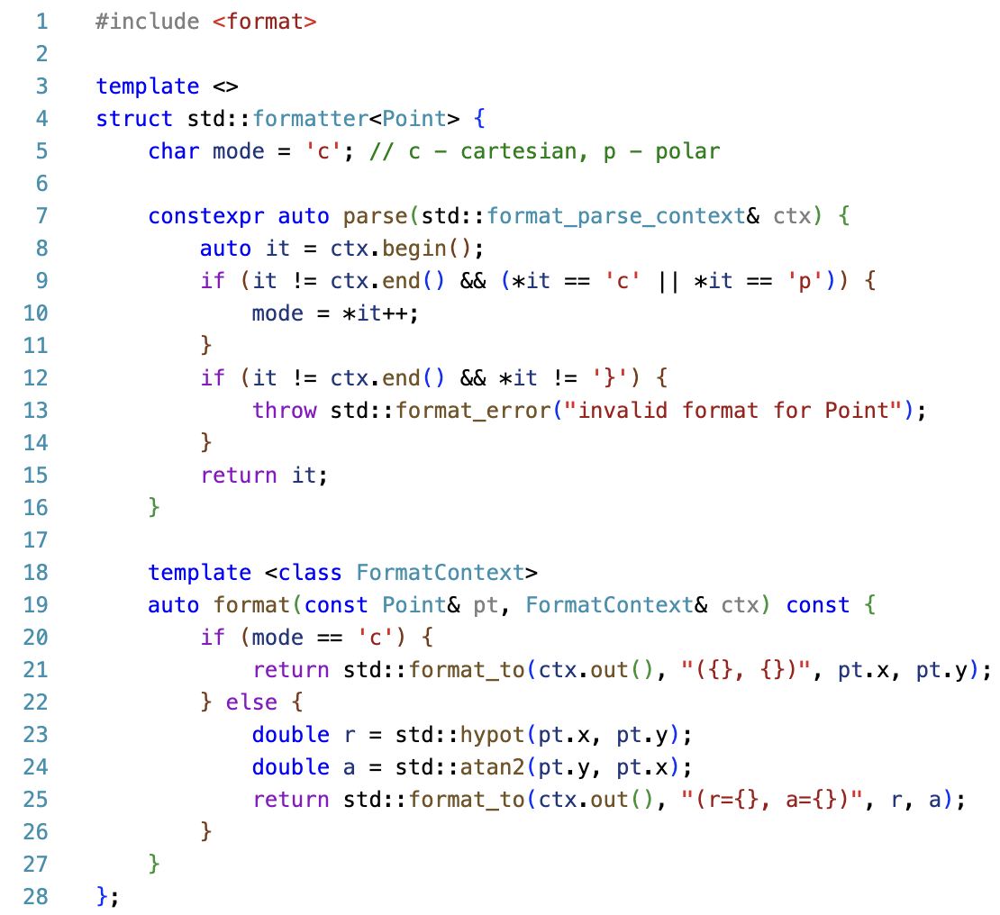 1 #include <format>
2
3 template <>
4 struct std::formatter<Point> {
5     char mode = 'c'; // c – cartesian, p – polar
6
7     constexpr auto parse(std::format_parse_context& ctx) {
8         auto it = ctx.begin();
9         if (it != ctx.end() && (*it == 'c' || *it == 'p')) {
10             mode = *it++;
11         }
12         if (it != ctx.end() && *it != '}') {
13             throw std::format_error("invalid format for Point");
14         }
15         return it;
16     }
17
18     template <class FormatContext>
19     auto format(const Point& pt, FormatContext& ctx) const {
20         if (mode == 'c') {
21             return std::format_to(ctx.out(), "({}, {})", pt.x, pt.y);
22         } else {
23             double r = std::hypot(pt.x, pt.y);
24             double a = std::atan2(pt.y, pt.x);
25             return std::format_to(ctx.out(), "(r={}, a={})", r, a);
26         }
27     }
28 };